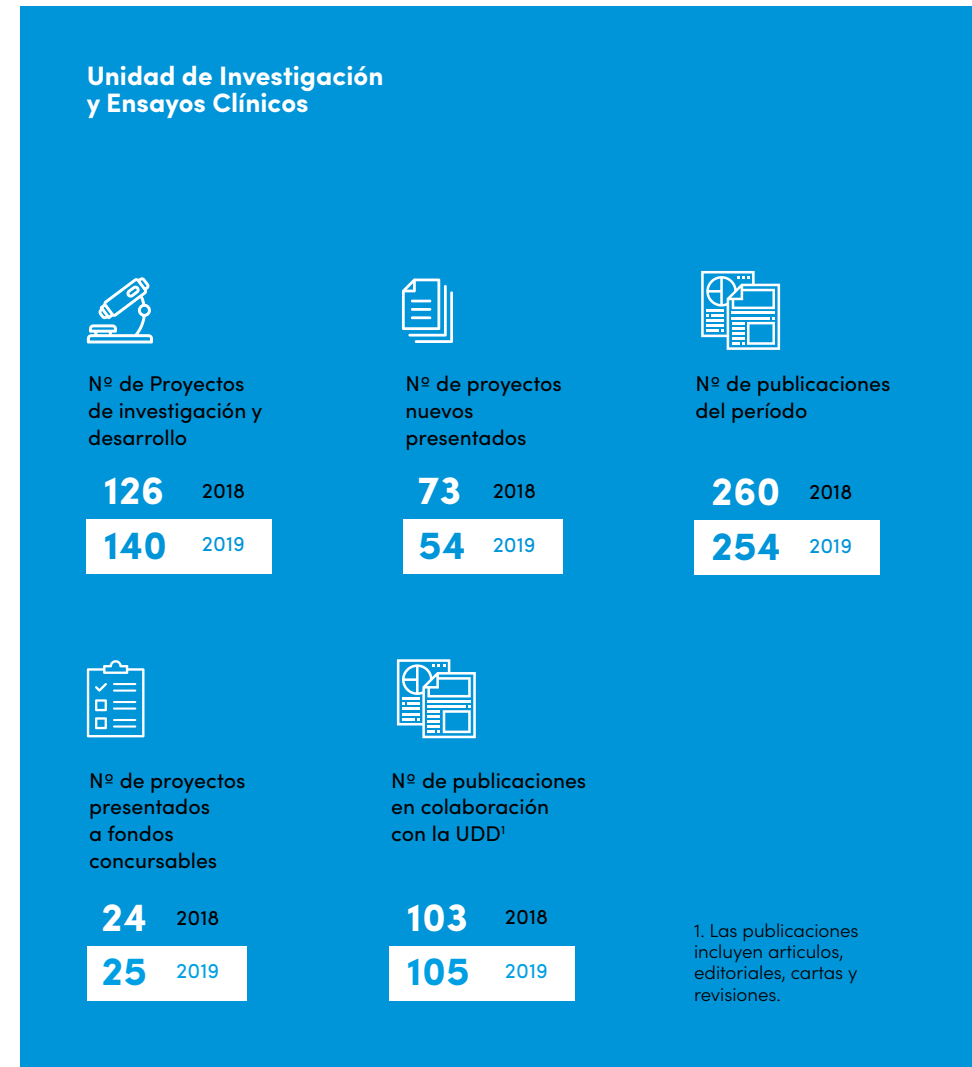 Unidad de Investigación
y Ensayos Clínicos
Nº de Proyectos
de investigación y
desarrollo
126 2018
140 2019
Nº de proyectos
nuevos
presentados
73 2018
54 2019
Nº de publicaciones
del período
260 2018
254 2019
Nº de proyectos
presentados
a fondos
concursables
24 2018
25 2019
Nº de publicaciones
en colaboración
con la UDD¹
103 2018
105 2019
1. Las publicaciones
incluyen articulos,
editoriales, cartas y
revisiones.